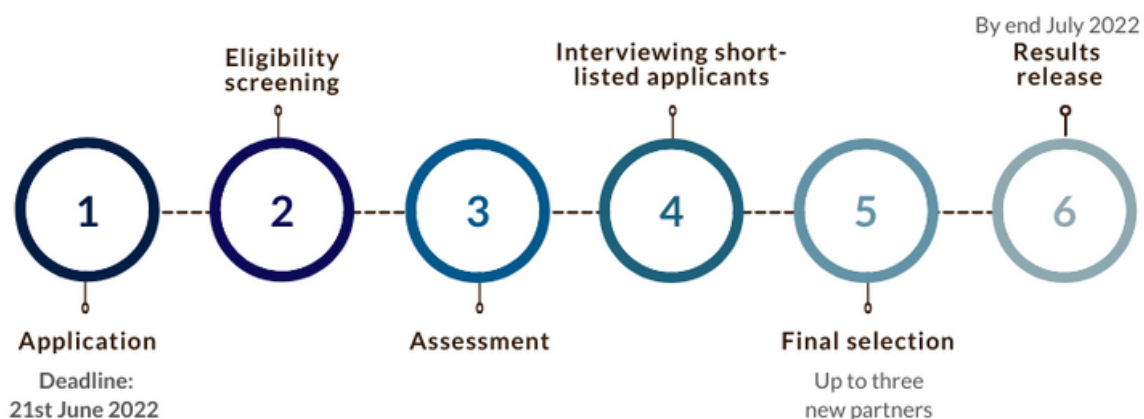 1
Application
Deadline:
21st June 2022
Eligibility
screening
2
3
Assessment
Interviewing short-
listed applicants
4
5
Final selection
Up to three
new partners
By end July 2022
Results
release
6